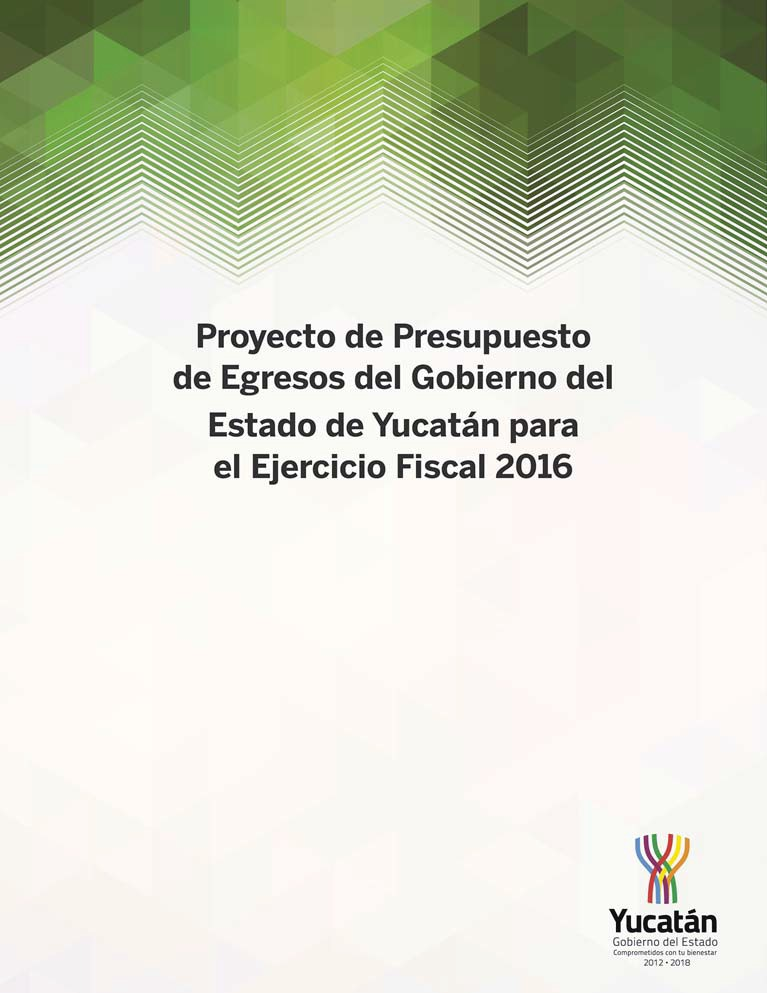 Proyecto de Presupuesto
de Egresos del Gobierno del
Estado de Yucatán para
el Ejercicio Fiscal 2016
Yucatán
Gobierno del Estado
Comprometidos con tu bienestar
2012 • 2018